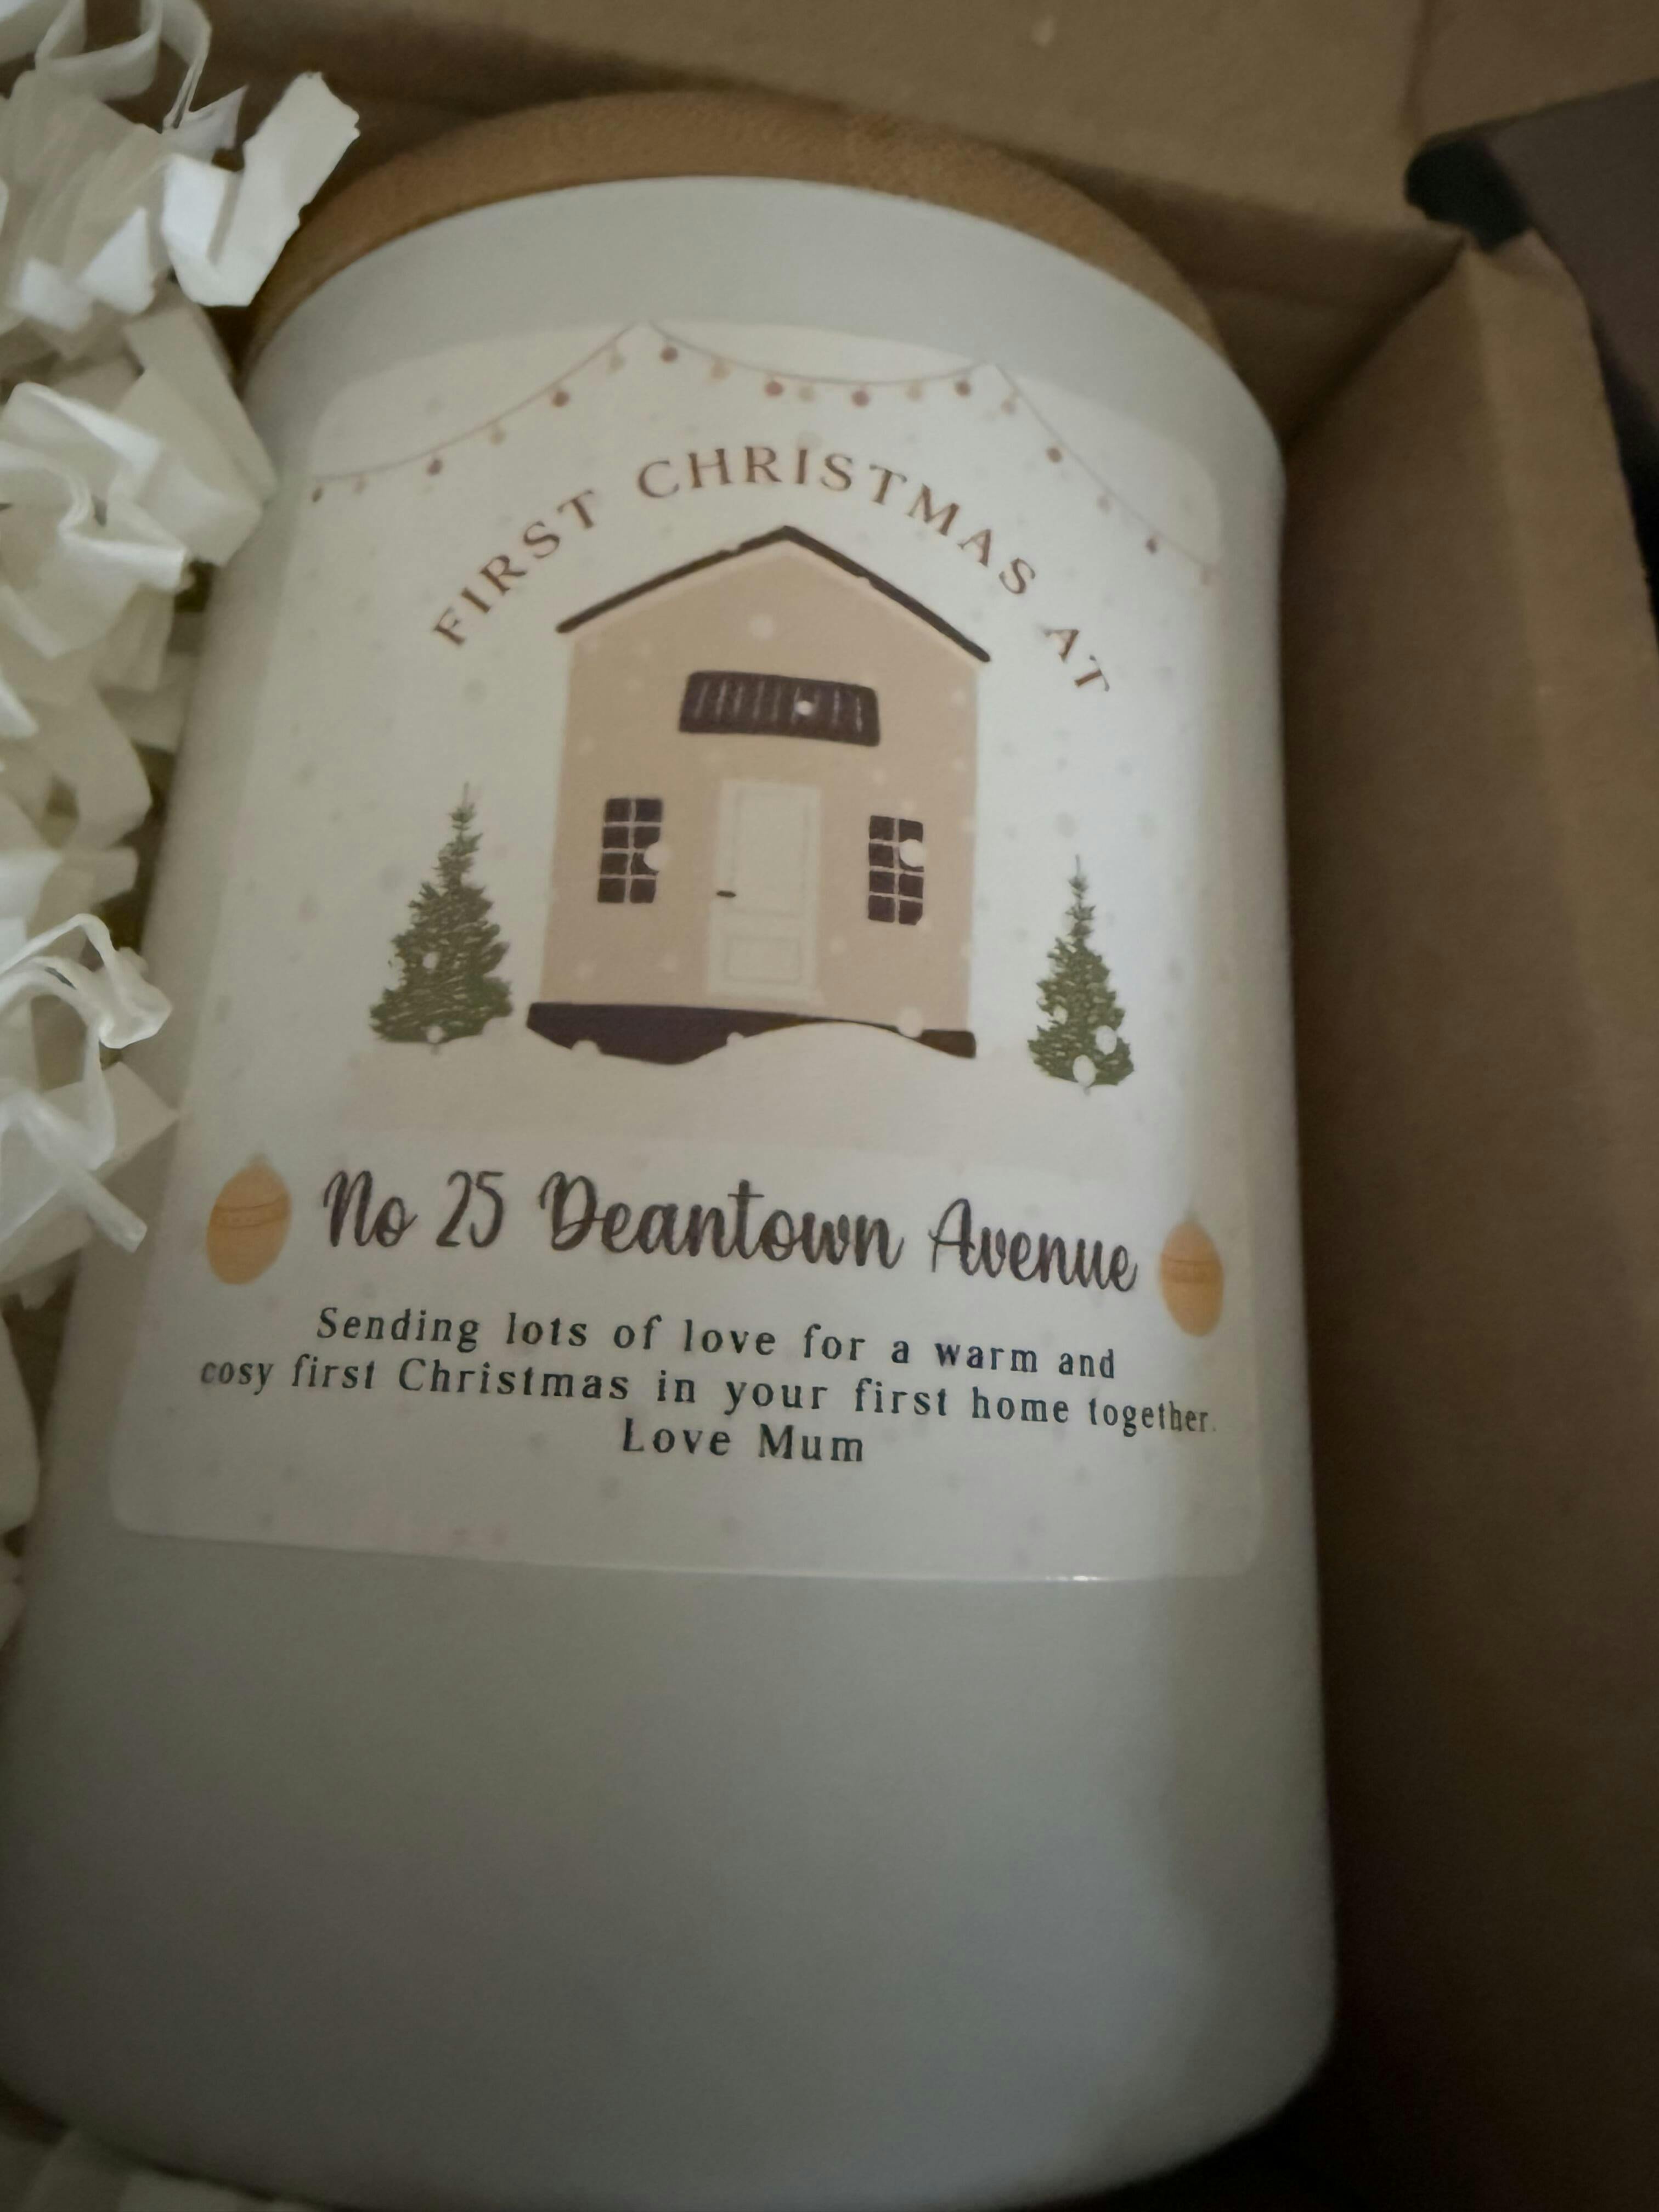 FIRST CHRISTMAS AT
No 25 Deantown Avenue
Sending lots of love for a warm and
cosy first Christmas in your first home together.
Love Mum